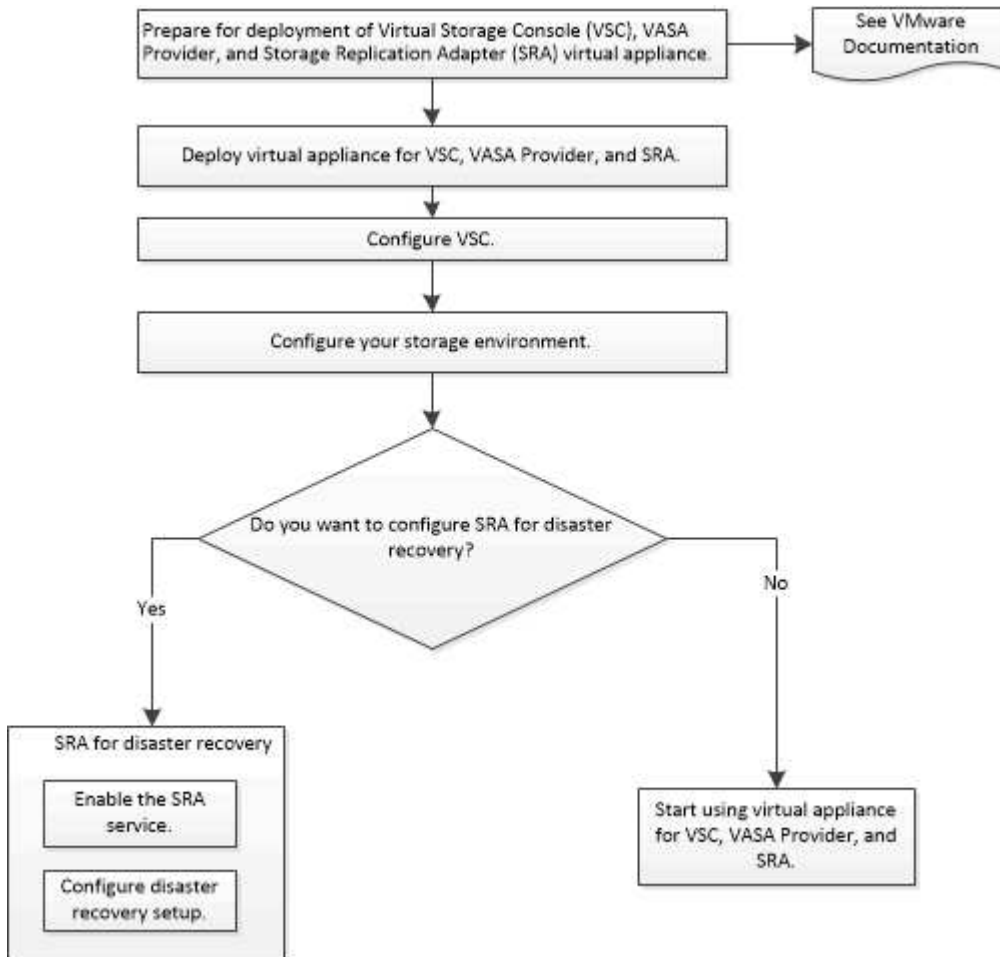 Prepare for deployment of Virtual Storage Console (VSC), VASA
Provider, and Storage Replication Adapter (SRA) virtual appliance.
See VMware
Documentation
Deploy virtual appliance for VSC, VASA Provider, and SRA.
Configure VSC.
Configure your storage environment.
Do you want to configure SRA for disaster
recovery?
Yes
No
SRA for disaster recovery
Enable the SRA
service.
Configure disaster
recovery setup.
Start using virtual appliance
for VSC, VASA Provider, and
SRA.